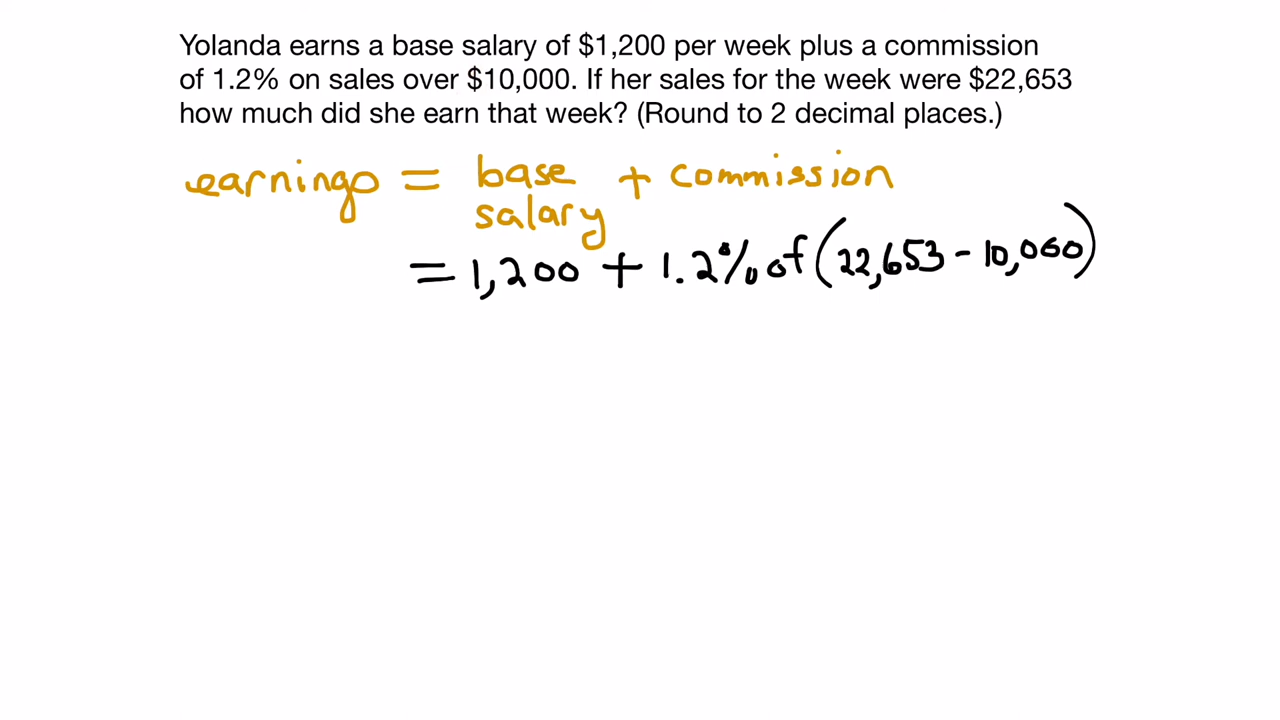 Yolanda earns a base salary of $1,200 per week plus a commission
of 1.2% on sales over $10,000. If her sales for the week were $22,653
how much did she earn that week? (Round to 2 decimal places.)
earnings = base salary + commission
= 1,200 + 1.2% of (22,653 - 10,000)